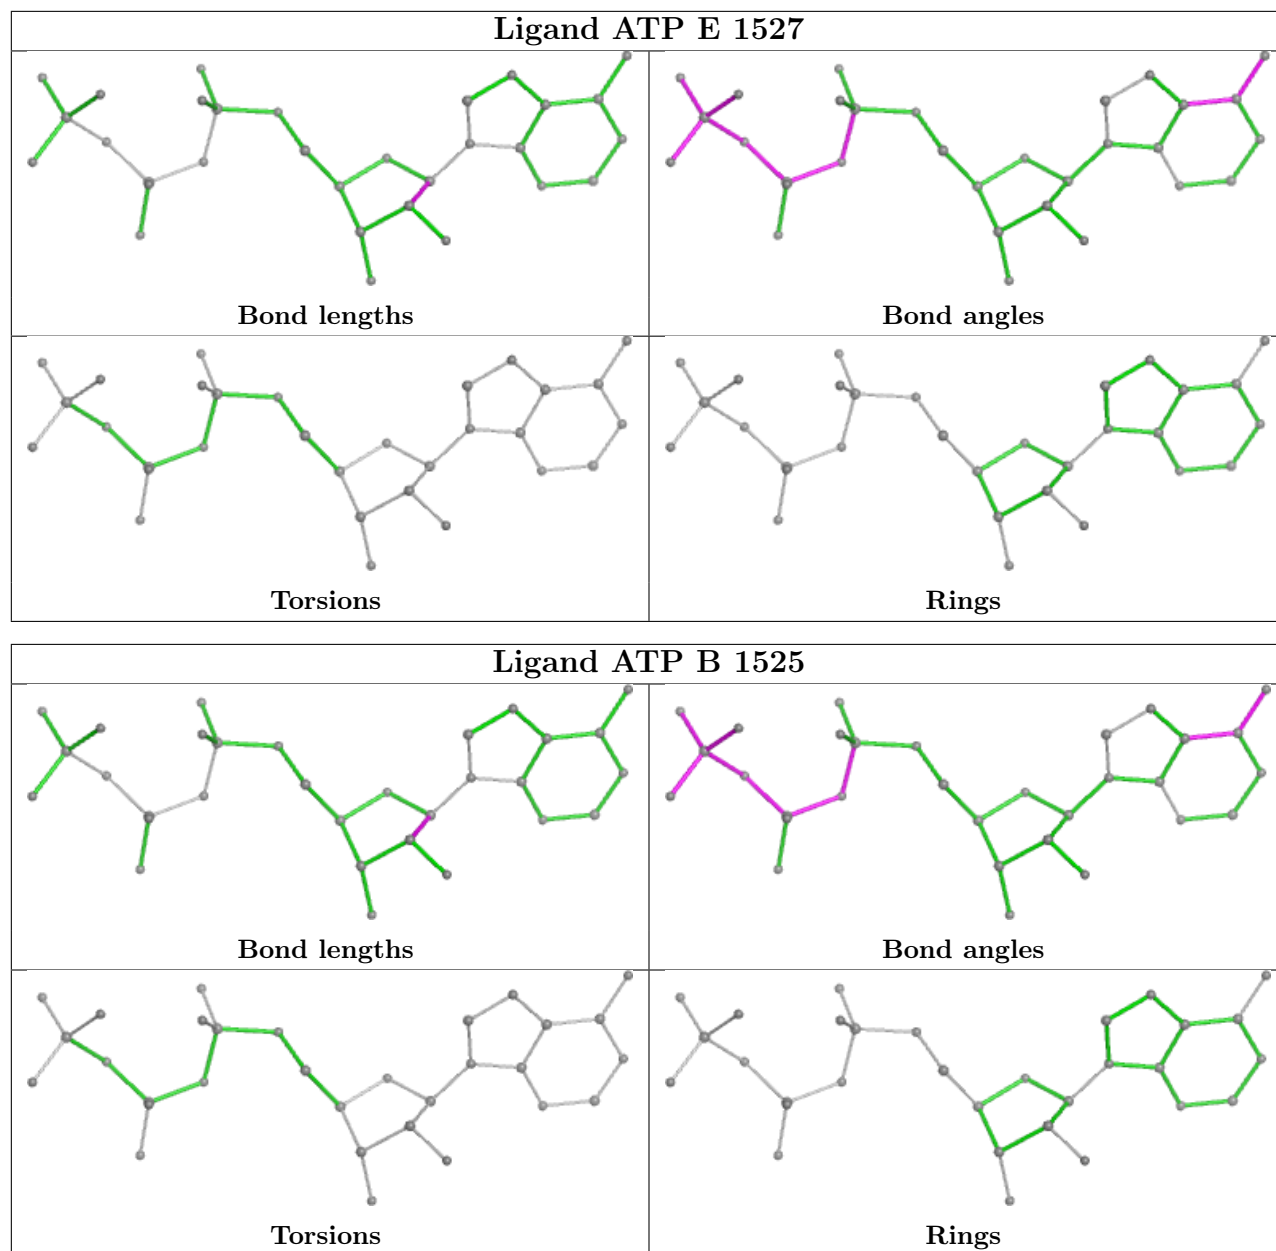 Ligand ATP E 1527
Bond lengths
Bond angles
Torsions
Rings
Ligand ATP B 1525
Bond lengths
Bond angles
Torsions
Rings